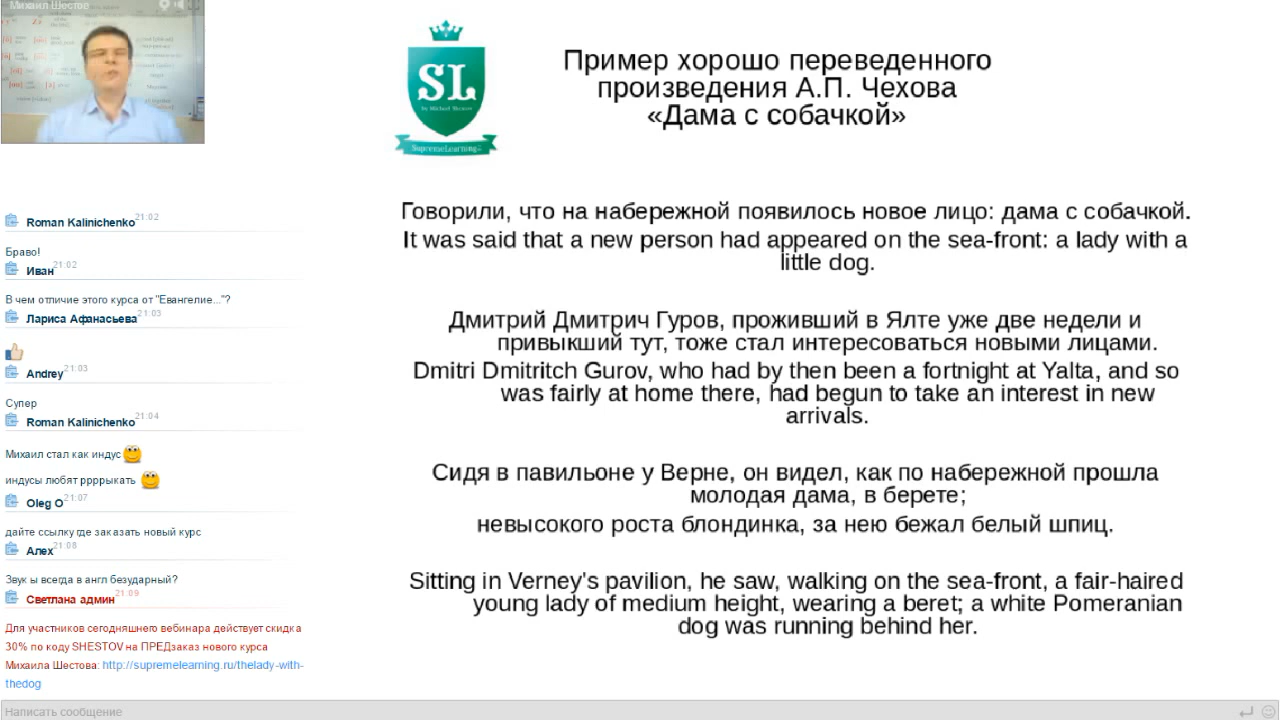 Михаил Шестов
SL
by Michael Shestov
SupremeLearning
Пример хорошо переведенного
произведения А.П. Чехова
«Дама с собачкой»
Говорили, что на набережной появилось новое лицо: дама с собачкой.
It was said that a new person had appeared on the sea-front: a lady with a
little dog.
Дмитрий Дмитрич Гуров, проживший в Ялте уже две недели и
привыкший тут, тоже стал интересоваться новыми лицами.
Dmitri Dmitritch Gurov, who had by then been a fortnight at Yalta, and so
was fairly at home there, had begun to take an interest in new
arrivals.
Сидя в павильоне у Верне, он видел, как по набережной прошла
молодая дама, в берете;
невысокого роста блондинка, за нею бежал белый шпиц.
Sitting in Verney's pavilion, he saw, walking on the sea-front, a fair-haired
young lady of medium height, wearing a beret; a white Pomeranian
dog was running behind her.
Roman Kalinichenko 21:02
Браво!
Иван 21:02
В чем отличие этого курса от "Евангелие..."?
Лариса Афанасьева 21:03
Andrey 21:03
Супер
Roman Kalinichenko 21:04
Михаил стал как индус
индусы любят ррррыкать
Oleg O 21:07
дайте ссылку где заказать новый курс
Алех 21:08
Звук ы всегда в англ безударный?
Светлана админ 21:09
Для участников сегодняшнего вебинара действует скидка
30% по коду SHESTOV на ПРЕДзаказ нового курса
Михаила Шестова: http://supremelearning.ru/thelady-with-
thedog
Написать сообщение